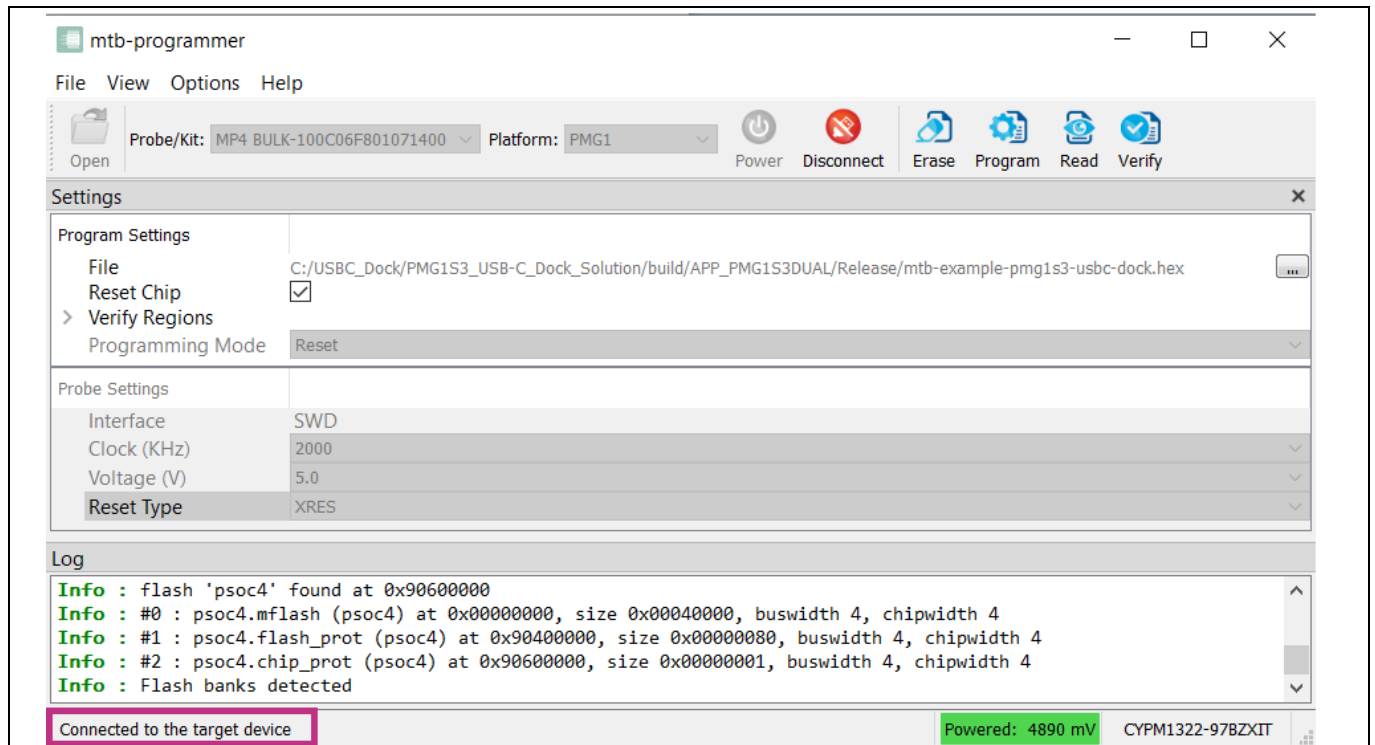 mtb-programmer
File View Options Help
Open Probe/Kit: MP4 BULK-100C06F801071400 Platform: PMG1 Power Disconnect Erase Program Read Verify
Settings
Program Settings
File C:/USBC_Dock/PMG1S3_USB-C_Dock_Solution/build/APP_PMG1S3DUAL/Release/mtb-example-pmg1s3-usbc-dock.hex ...
Reset Chip
Verify Regions
Programming Mode Reset
Probe Settings
Interface SWD
Clock (KHz) 2000
Voltage (V) 5.0
Reset Type XRES
Log
Info : flash 'psoc4' found at 0x90600000
Info : #0 : psoc4.mflash (psoc4) at 0x00000000, size 0x00040000, buswidth 4, chipwidth 4
Info : #1 : psoc4.flash_prot (psoc4) at 0x90400000, size 0x00000080, buswidth 4, chipwidth 4
Info : #2 : psoc4.chip_prot (psoc4) at 0x90600000, size 0x00000001, buswidth 4, chipwidth 4
Info : Flash banks detected
Connected to the target device Powered: 4890 mV CYPM1322-97BZXIT